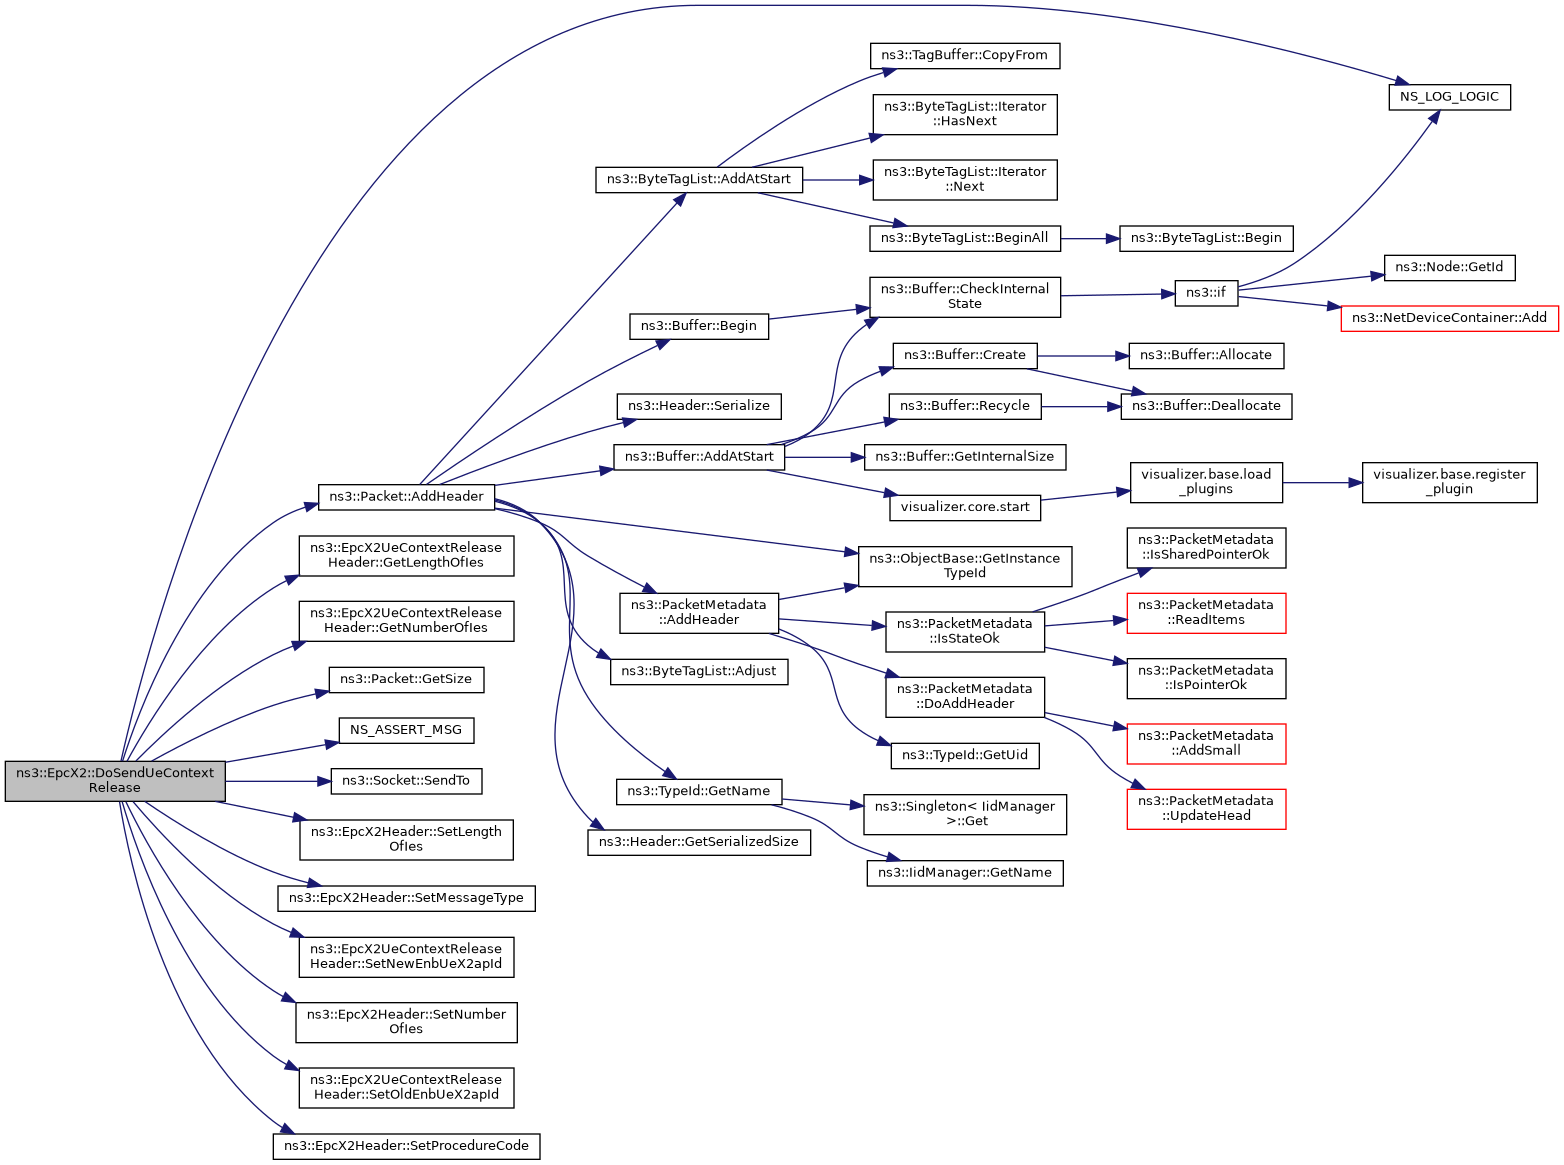 ns3::TagBuffer::CopyFrom
ns3::ByteTagList::Iterator
::HasNext
NS_LOG_LOGIC
ns3::ByteTagList::AddAtStart
ns3::ByteTagList::Iterator
::Next
ns3::ByteTagList::BeginAll
ns3::ByteTagList::Begin
ns3::Buffer::CheckInternal
State
ns3::if
ns3::Node::GetId
ns3::NetDeviceContainer::Add
ns3::Buffer::Begin
ns3::Buffer::Create
ns3::Buffer::Allocate
ns3::Header::Serialize
ns3::Buffer::Recycle
ns3::Buffer::Deallocate
ns3::Buffer::AddAtStart
ns3::Buffer::GetInternalSize
ns3::Packet::AddHeader
visualizer.core.start
visualizer.base.load
_plugins
visualizer.base.register
_plugin
ns3::EpcX2UeContextRelease
Header::GetLengthOfIes
ns3::ObjectBase::GetInstance
TypeId
ns3::PacketMetadata
::IsSharedPointerOk
ns3::EpcX2UeContextRelease
Header::GetNumberOfIes
ns3::PacketMetadata
::AddHeader
ns3::PacketMetadata
::IsStateOk
ns3::PacketMetadata
::ReadItems
ns3::Packet::GetSize
ns3::ByteTagList::Adjust
ns3::PacketMetadata
::DoAddHeader
ns3::PacketMetadata
::IsPointerOk
NS_ASSERT_MSG
ns3::TypeId::GetUid
ns3::PacketMetadata
::AddSmall
ns3::EpcX2::DoSendUeContext
Release
ns3::Socket::SendTo
ns3::TypeId::GetName
ns3::Singleton< IidManager
>::Get
ns3::PacketMetadata
::UpdateHead
ns3::EpcX2Header::SetLength
OfIes
ns3::Header::GetSerializedSize
ns3::IidManager::GetName
ns3::EpcX2Header::SetMessageType
ns3::EpcX2UeContextRelease
Header::SetNewEnbUeX2apId
ns3::EpcX2Header::SetNumber
OfIes
ns3::EpcX2UeContextRelease
Header::SetOldEnbUeX2apId
ns3::EpcX2Header::SetProcedureCode